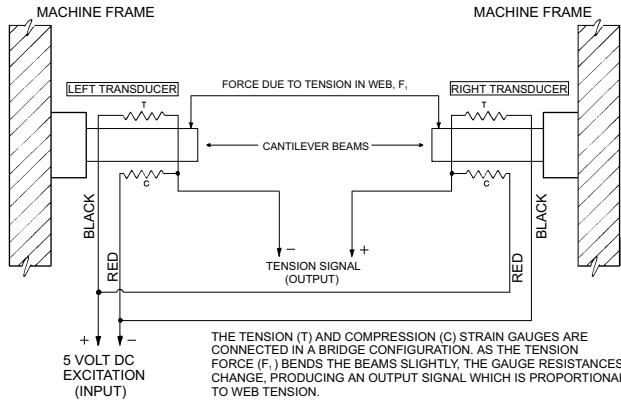 MACHINE FRAME
MACHINE FRAME
LEFT TRANSDUCER
FORCE DUE TO TENSION IN WEB, F₁
RIGHT TRANSDUCER
T
T
CANTILEVER BEAMS
C
C
BLACK
RED
RED
BLACK
− +
TENSION SIGNAL
(OUTPUT)
+ −
5 VOLT DC
EXCITATION
(INPUT)
THE TENSION (T) AND COMPRESSION (C) STRAIN GAUGES ARE
CONNECTED IN A BRIDGE CONFIGURATION. AS THE TENSION
FORCE (F₁ ) BENDS THE BEAMS SLIGHTLY, THE GAUGE RESISTANCES
CHANGE, PRODUCING AN OUTPUT SIGNAL WHICH IS PROPORTIONAL
TO WEB TENSION.